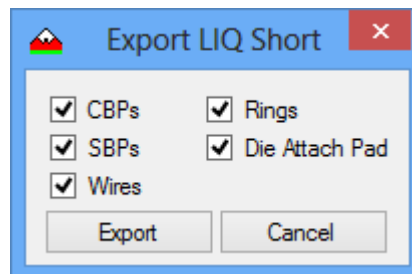 Export LIQ Short
CBPs
Rings
SBPs
Die Attach Pad
Wires
Export
Cancel